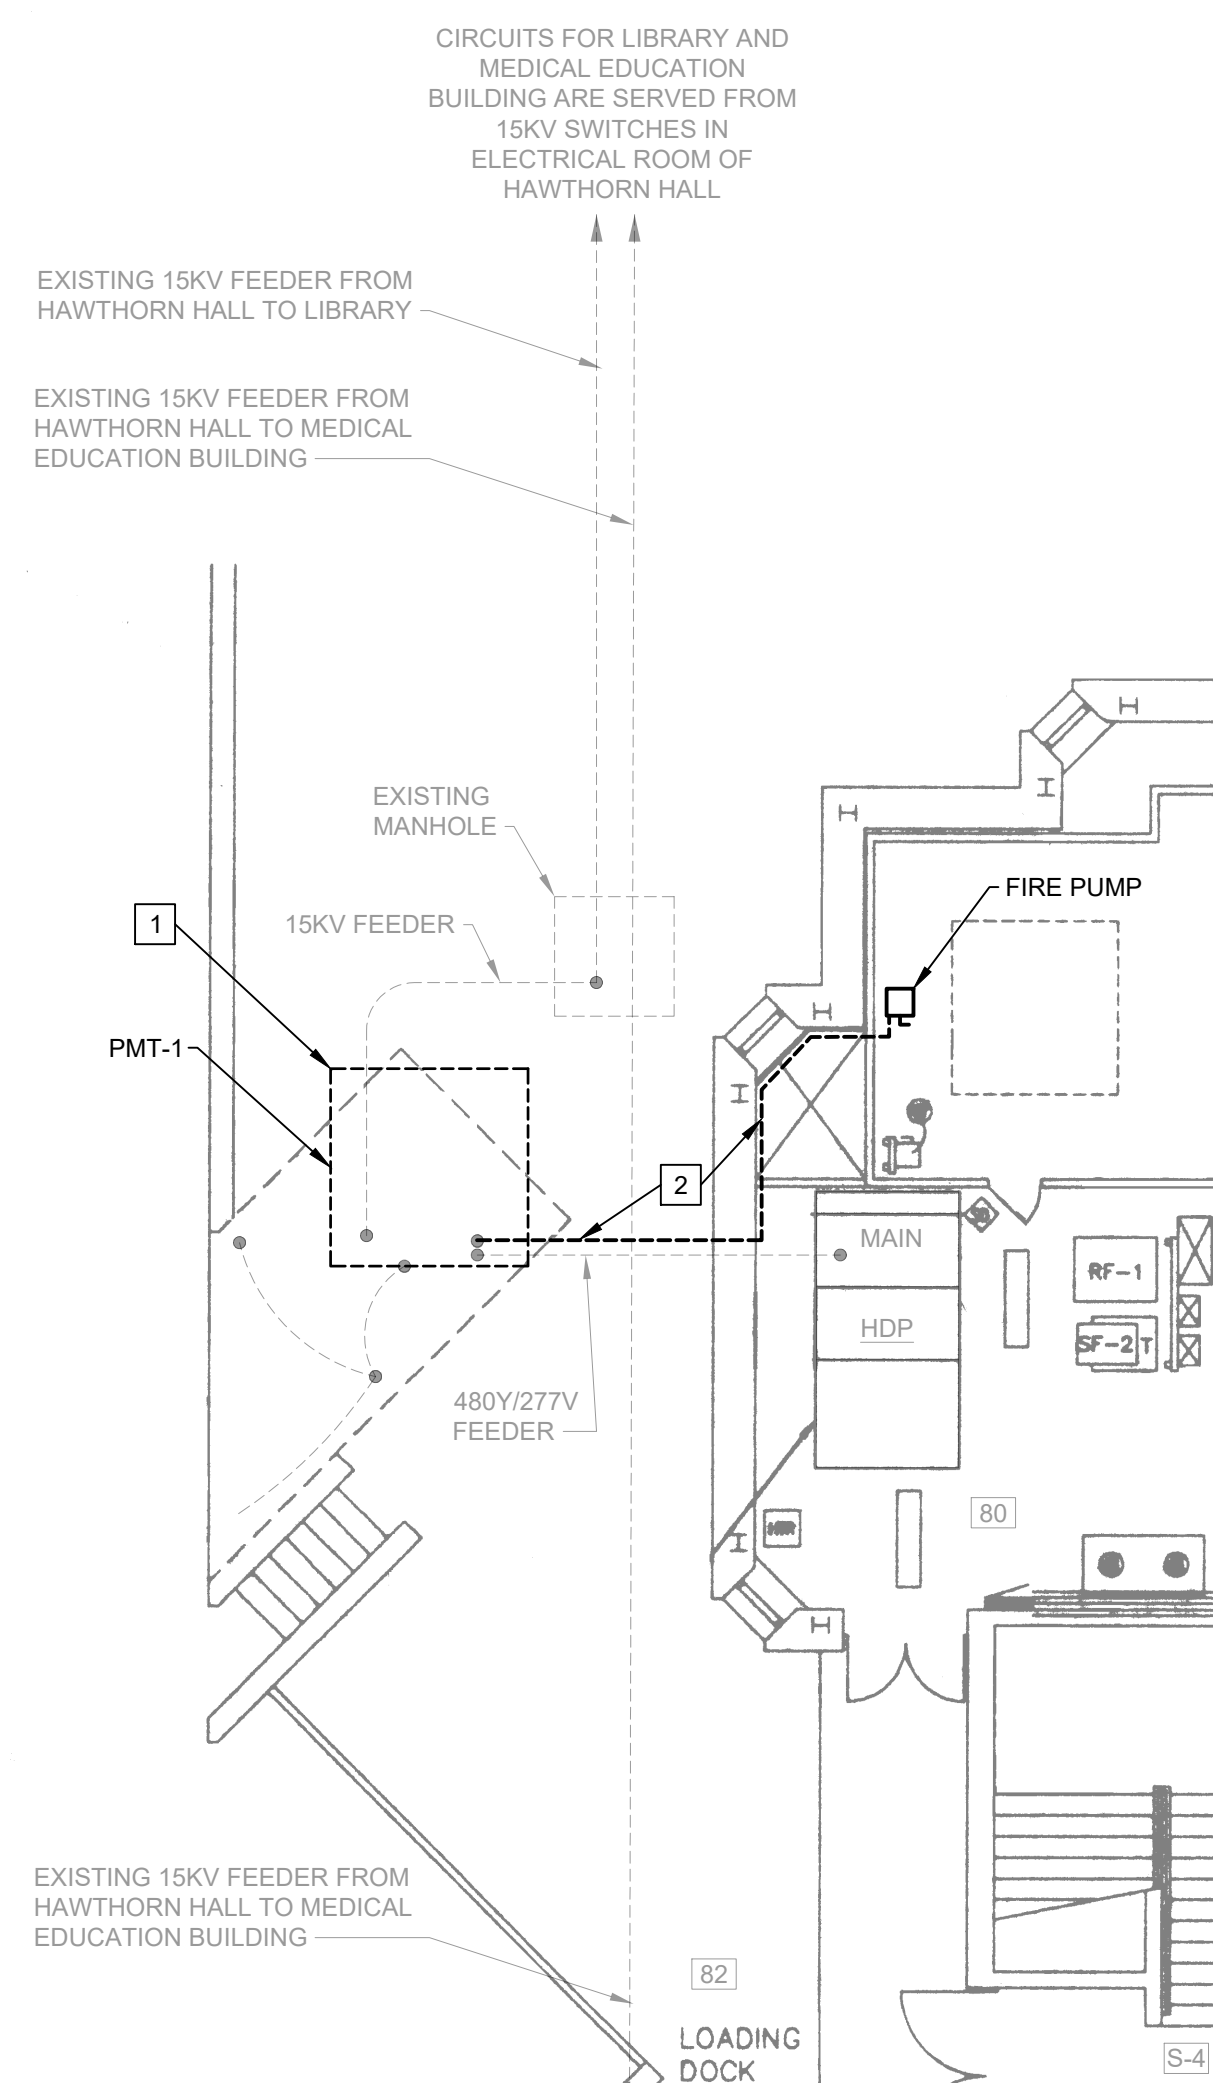 CIRCUITS FOR LIBRARY AND
MEDICAL EDUCATION
BUILDING ARE SERVED FROM
15KV SWITCHES IN
ELECTRICAL ROOM OF
HAWTHORN HALL
EXISTING 15KV FEEDER FROM
HAWTHORN HALL TO LIBRARY
EXISTING 15KV FEEDER FROM
HAWTHORN HALL TO MEDICAL
EDUCATION BUILDING
EXISTING
MANHOLE
FIRE PUMP
1
15KV FEEDER
PMT-1
2
MAIN
RF-1
HDP
SF-2 T
480Y/277V
FEEDER
80
EXISTING 15KV FEEDER FROM
HAWTHORN HALL TO MEDICAL
EDUCATION BUILDING
82
LOADING
DOCK
S-4